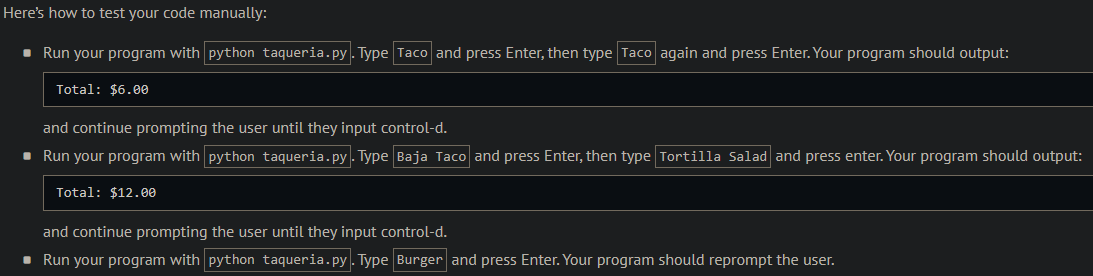 Here's how to test your code manually:
Run your program with python taqueria.py. Type Taco and press Enter, then type Taco again and press Enter. Your program should output:
Total: $6.00
and continue prompting the user until they input control-d.
Run your program with python taqueria.py. Type Baja Taco and press Enter, then type Tortilla Salad and press enter. Your program should output:
Total: $12.00
and continue prompting the user until they input control-d.
Run your program with python taqueria.py. Type Burger and press Enter. Your program should reprompt the user.